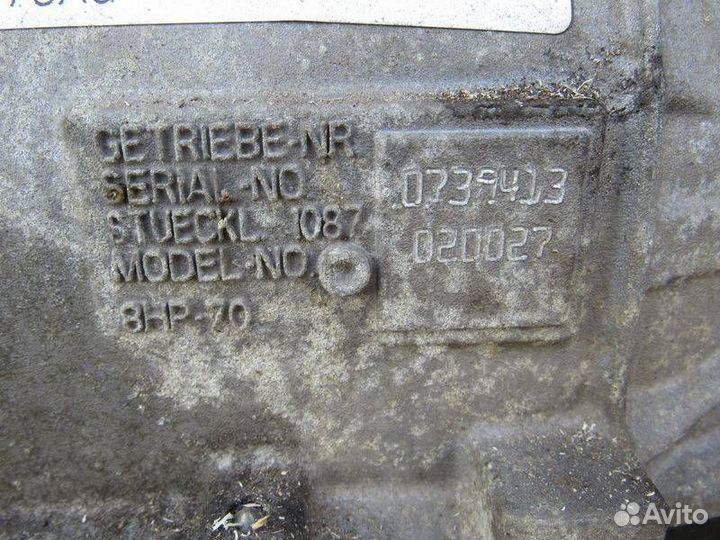 GETRIEBE-NR.
SERIAL-NO 0739413
STUECKL. 1087
MODEL-NO. 020027
8HP-70
Avito